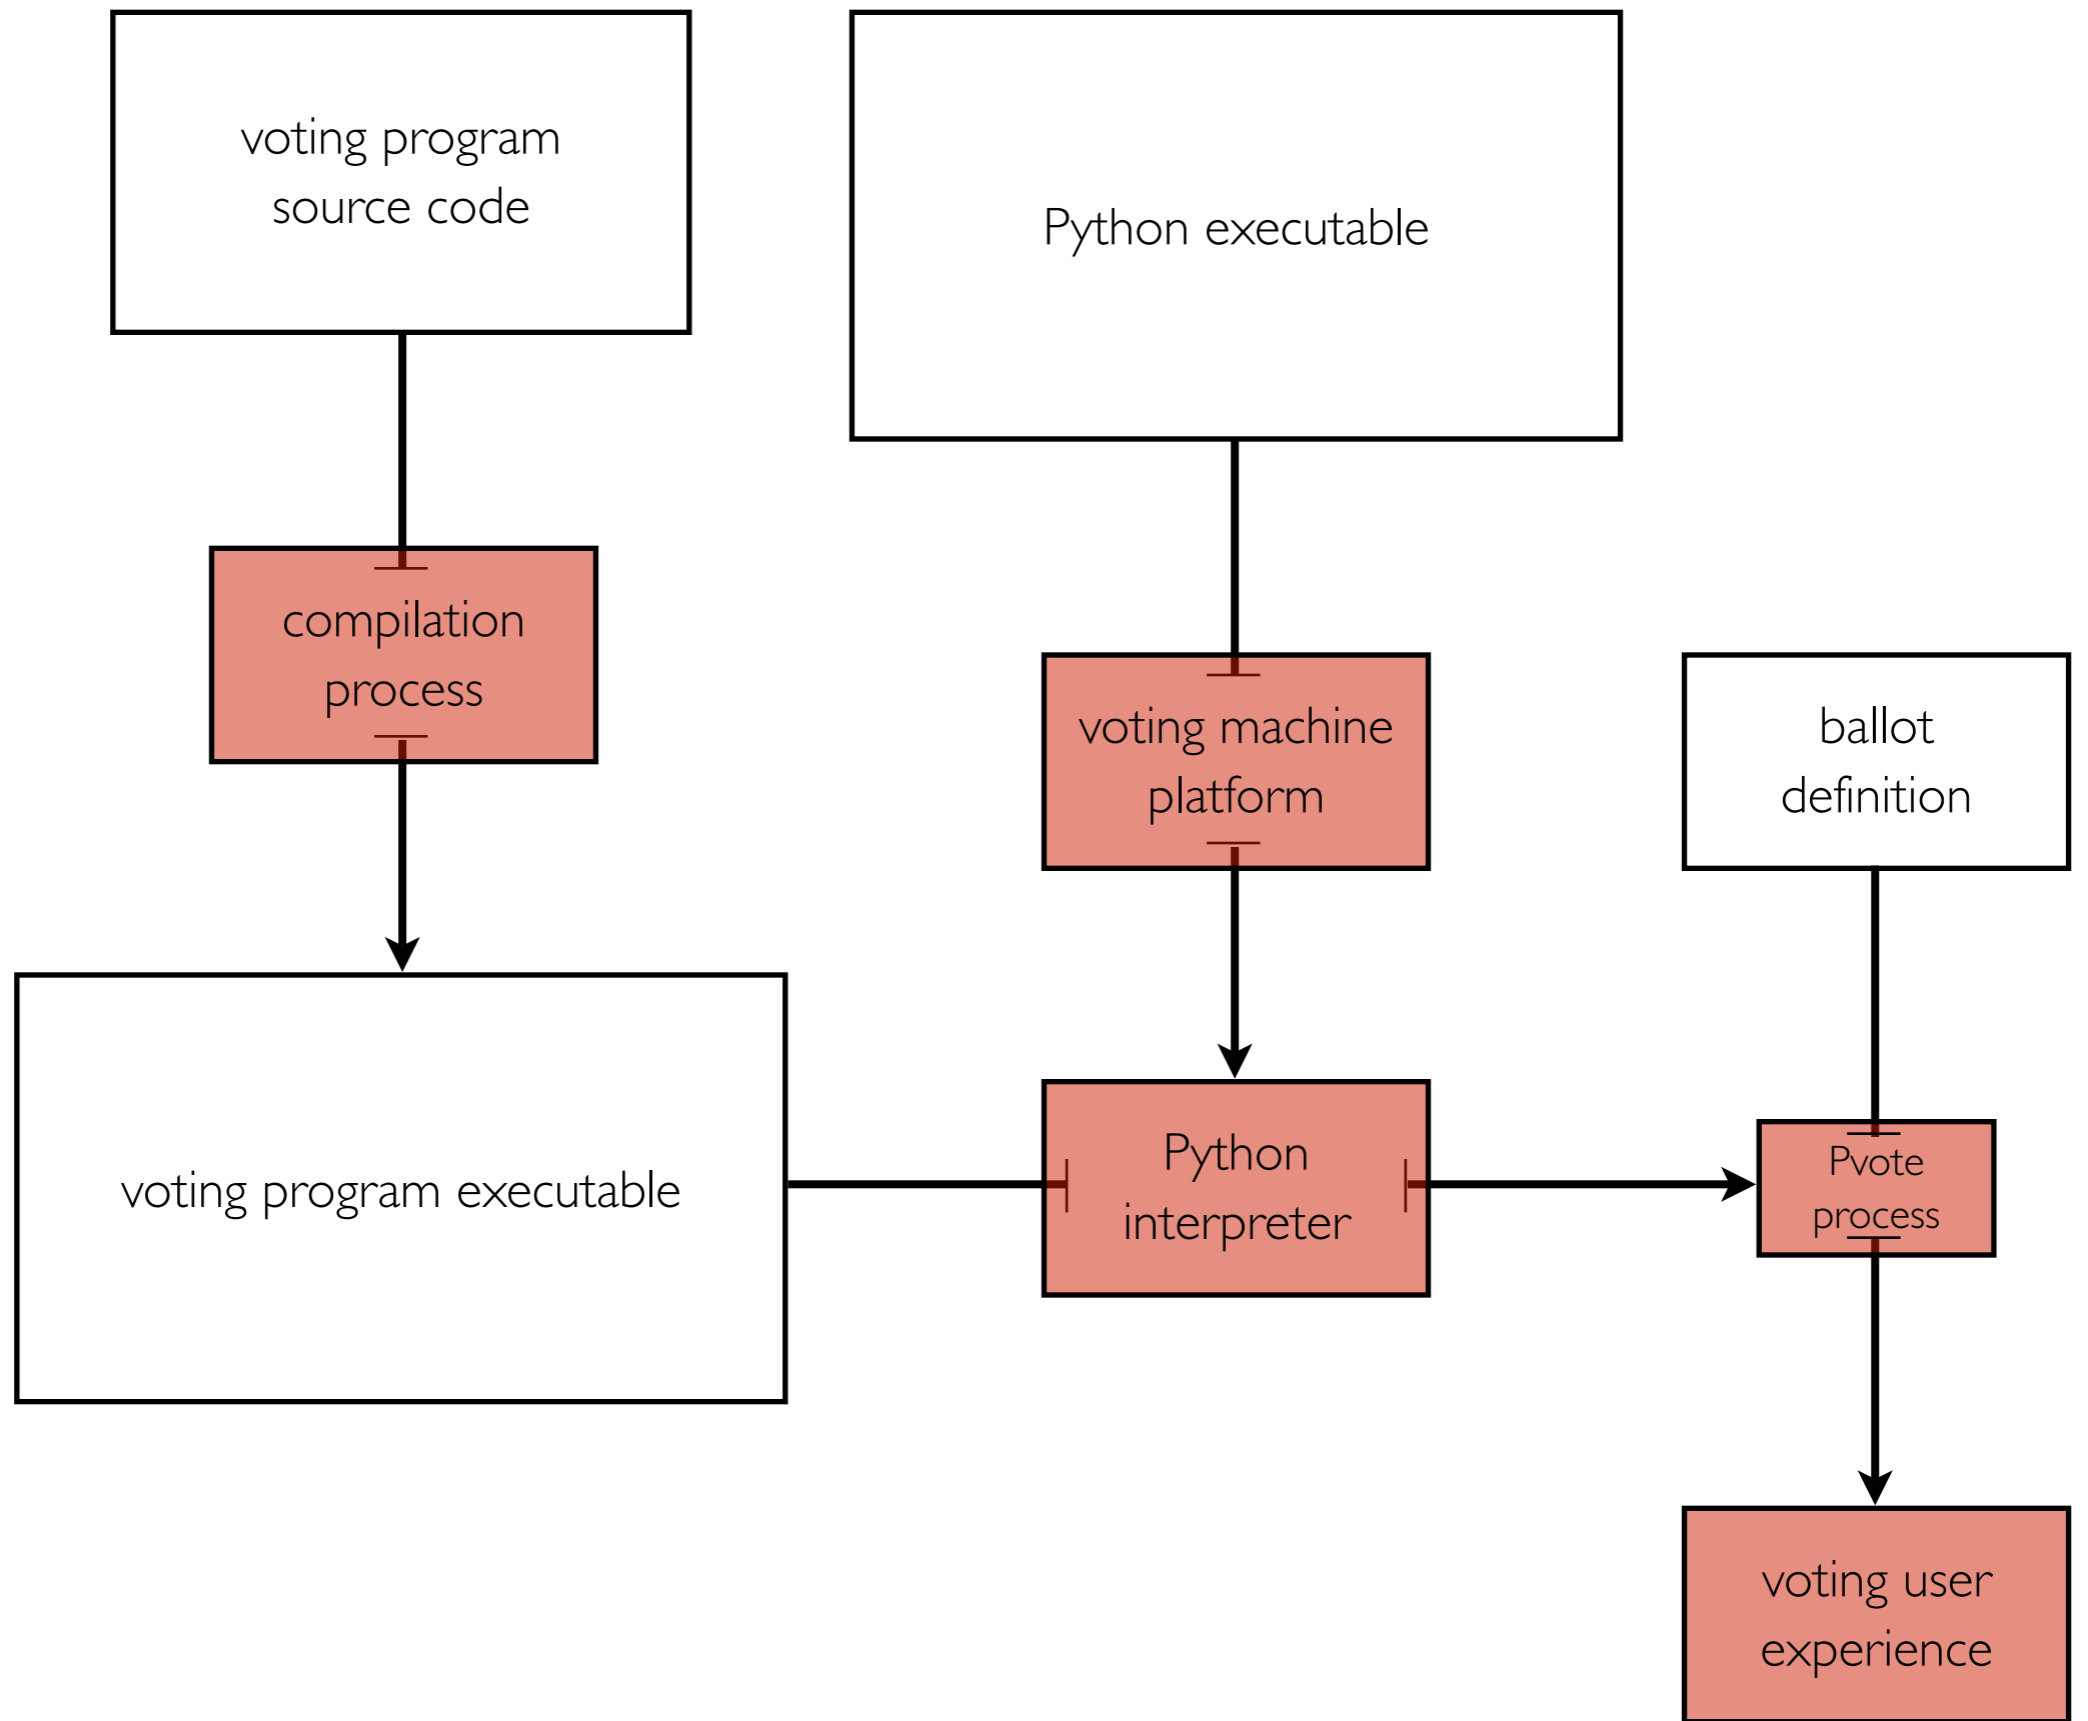 voting program
source code
Python executable
compilation
process
voting machine
platform
ballot
definition
voting program executable
Python
interpreter
Pvote
process
voting user
experience